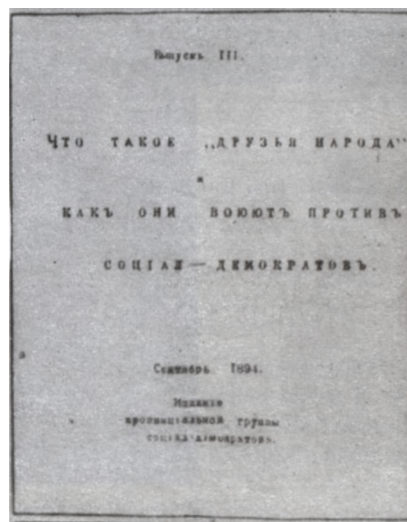 Выпускъ III.
Что такое „друзья народа“
и
какъ они воюютъ противъ
соціал—демократовъ.
Сентябрь 1894.
Изданіе
провинціальной группы
соціал-демократовъ.